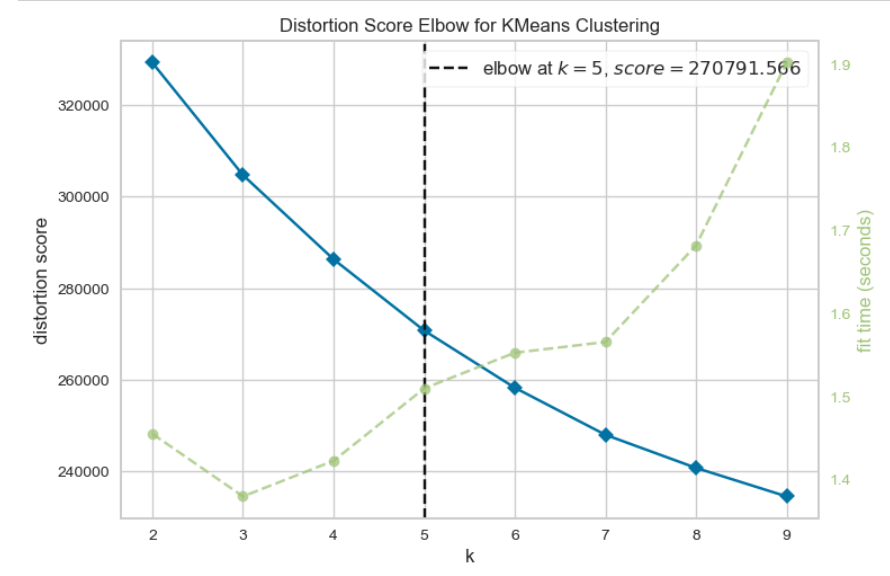 Distortion Score Elbow for KMeans Clustering
elbow at k = 5, score = 270791.566
distortion score
320000
300000
280000
260000
240000
2 3 4 5 6 7 8 9
k
1.9
1.8
1.7
1.6
1.5
1.4
fit time (seconds)